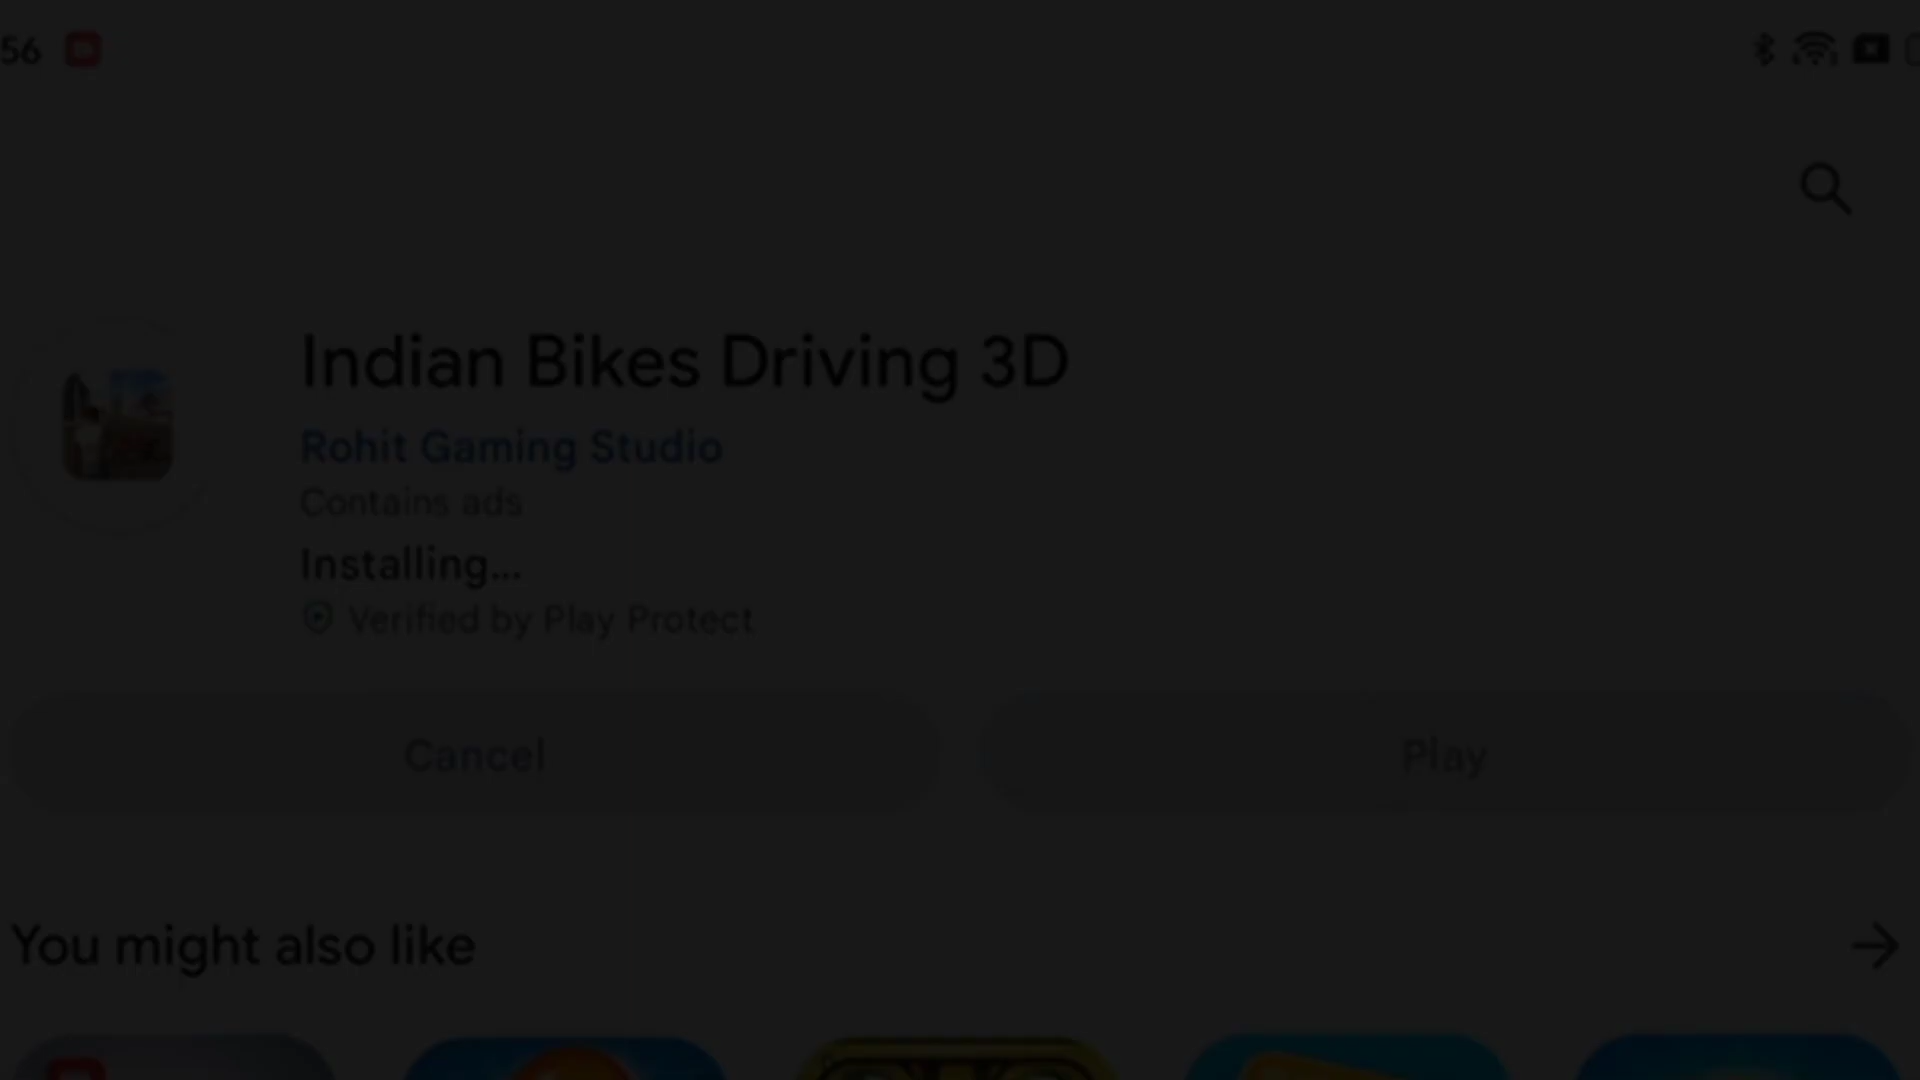 56
Indian Bikes Driving 3D
Rohit Gaming Studio
Contains ads
Installing...
Verified by Play Protect
Cancel
Play
You might also like